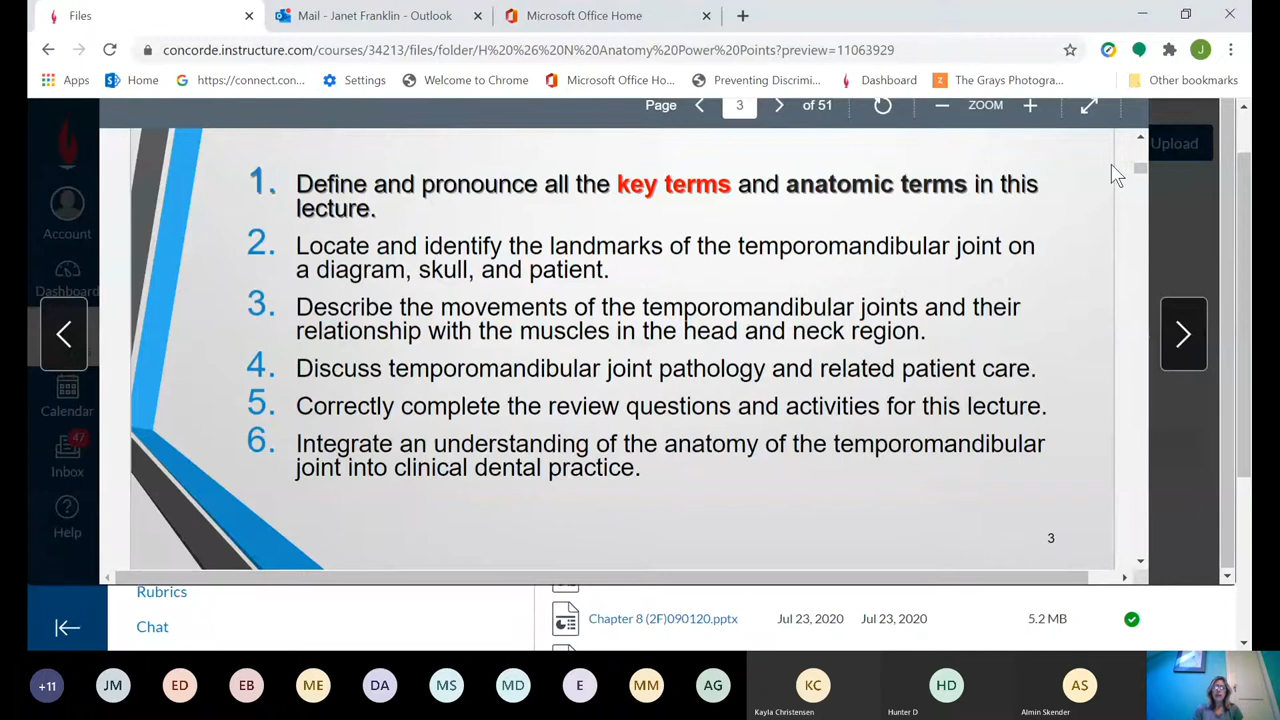 Files
Mail - Janet Franklin - Outlook
Microsoft Office Home
concorde.instructure.com/courses/34213/files/folder/H%20%26%20N%20Anatomy%20Power%20Points?preview=11063929
J
Apps
Home
https://connect.con...
Settings
Welcome to Chrome
Microsoft Office Ho...
Preventing Discrimin...
Dashboard
The Grays Photogra...
Other bookmarks
Page 3 of 51 ZOOM
Upload
Account
Dashboard
Calendar
47
Inbox
Help
1. Define and pronounce all the key terms and anatomic terms in this
lecture.
2. Locate and identify the landmarks of the temporomandibular joint on
a diagram, skull, and patient.
3. Describe the movements of the temporomandibular joints and their
relationship with the muscles in the head and neck region.
4. Discuss temporomandibular joint pathology and related patient care.
5. Correctly complete the review questions and activities for this lecture.
6. Integrate an understanding of the anatomy of the temporomandibular
joint into clinical dental practice.
3
Rubrics
Chat
Chapter 8 (2F)090120.pptx Jul 23, 2020 Jul 23, 2020 5.2 MB
+11 JM ED EB ME DA MS MD E MM AG KC HD AS
Kayla Christensen Hunter D Almin Skender